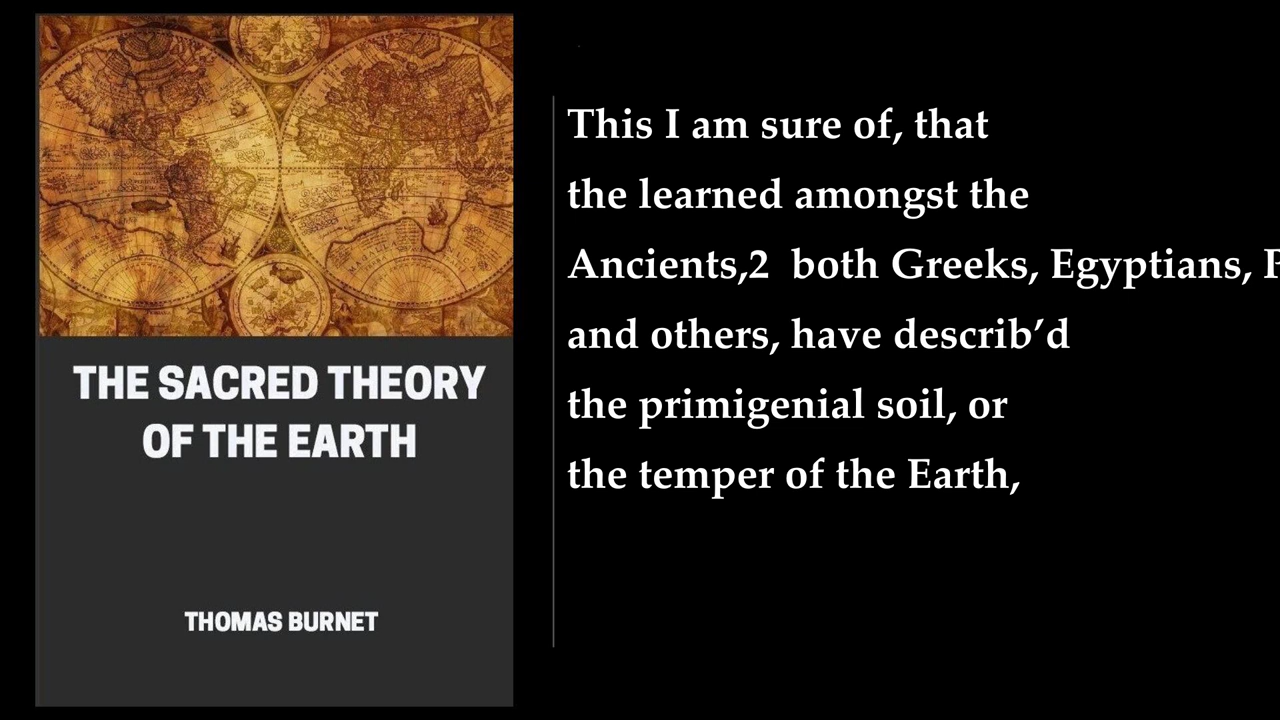 THE SACRED THEORY
OF THE EARTH
THOMAS BURNET
This I am sure of, that
the learned amongst the
Ancients,2 both Greeks, Egyptians,
and others, have describ’d
the primigenial soil, or
the temper of the Earth,